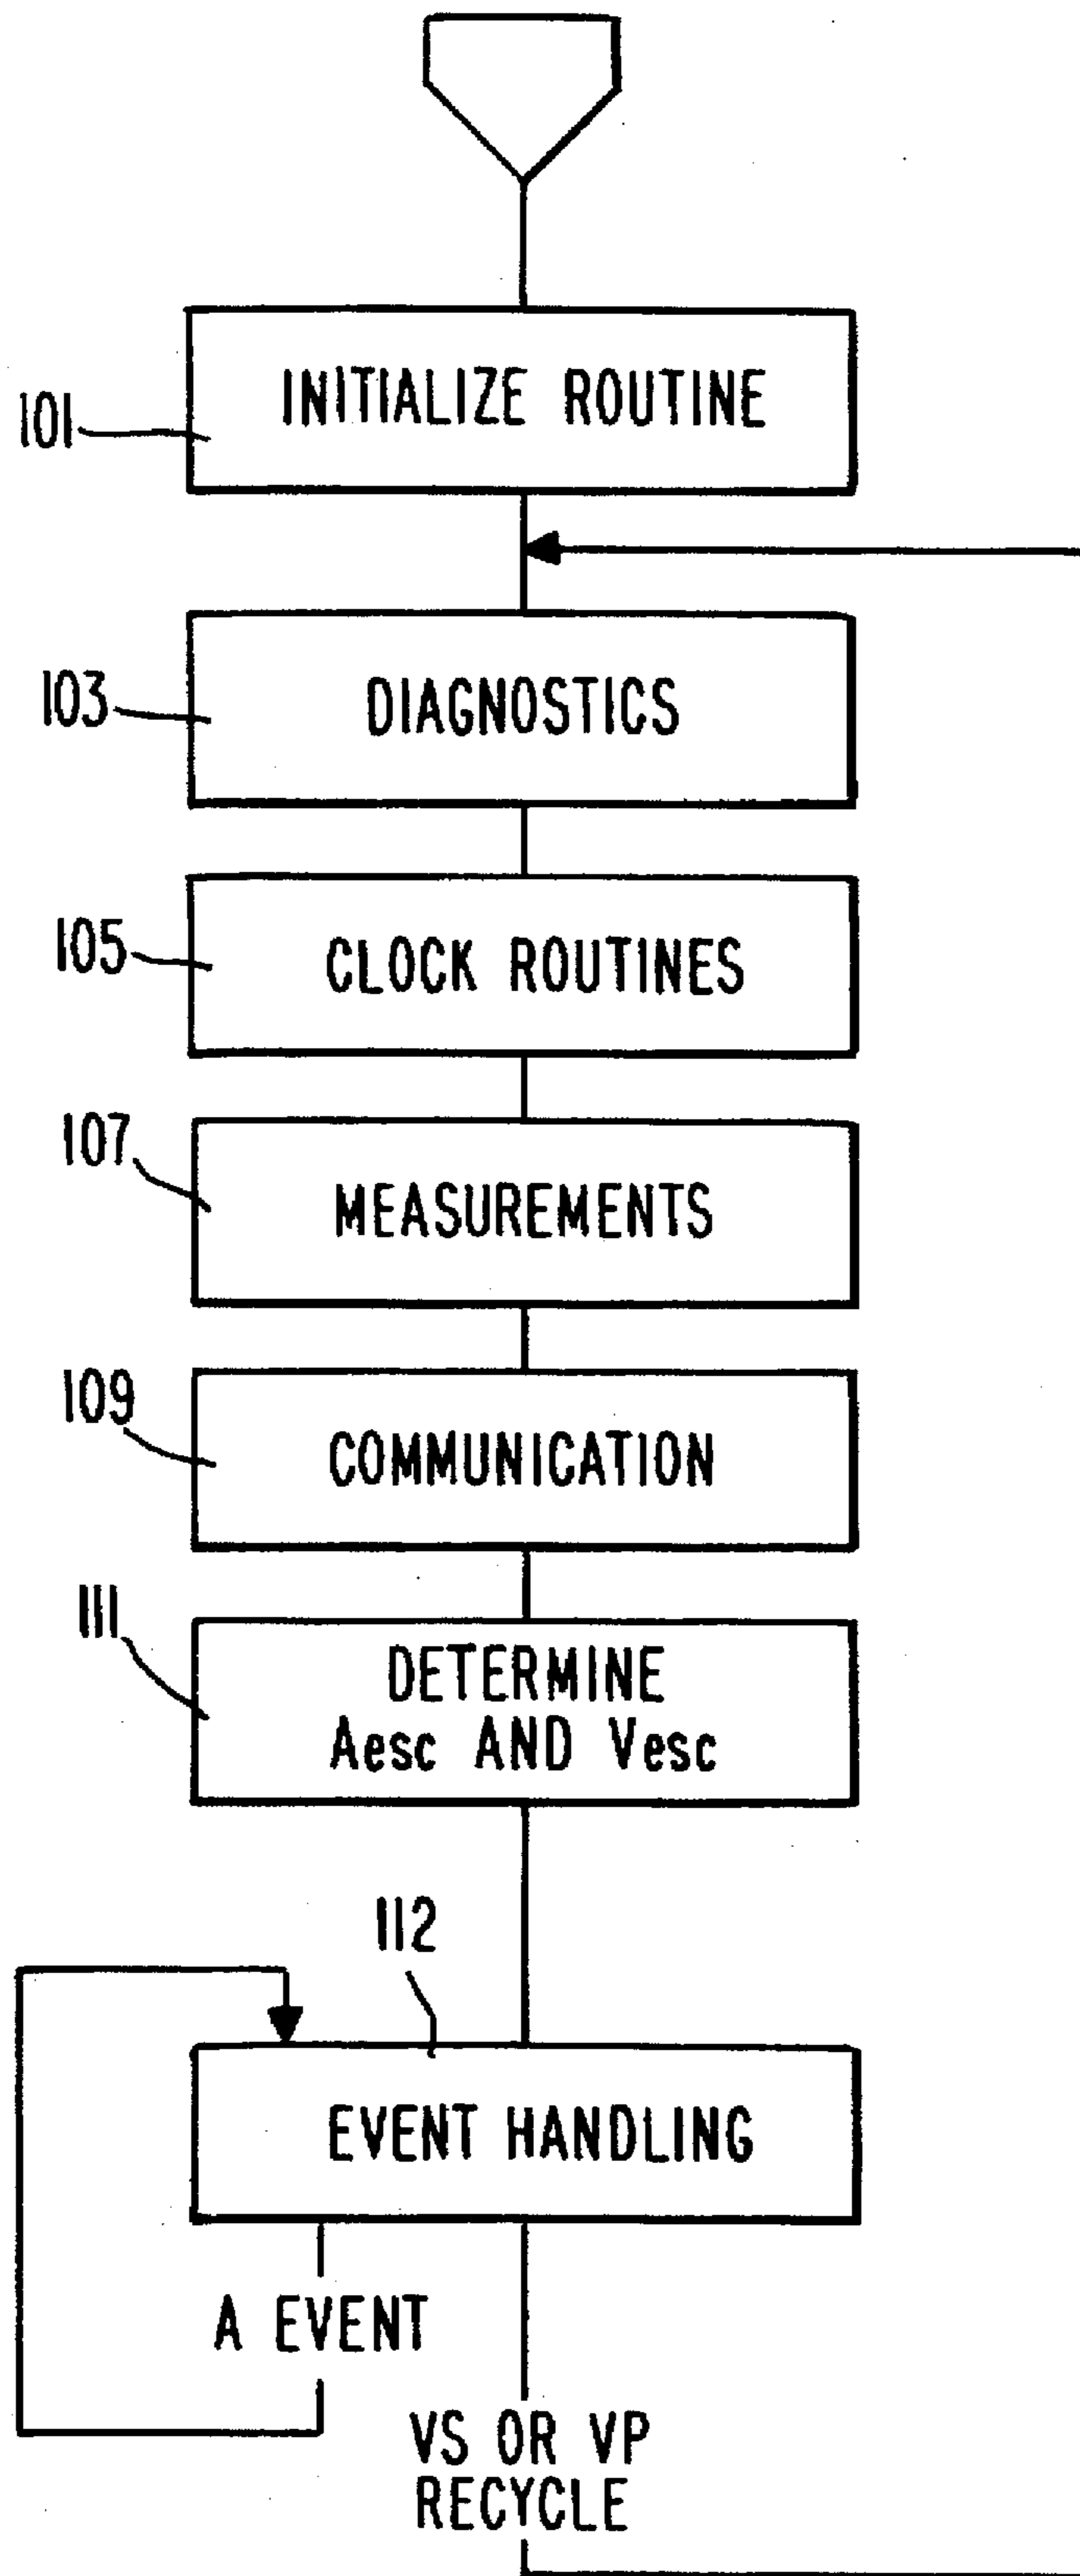 INITIALIZE ROUTINE
101
DIAGNOSTICS
103
CLOCK ROUTINES
105
107
MEASUREMENTS
109
COMMUNICATION
111
DETERMINE
Aesc AND Vesc
112
EVENT HANDLING
A EVENT
VS OR VP
RECYCLE